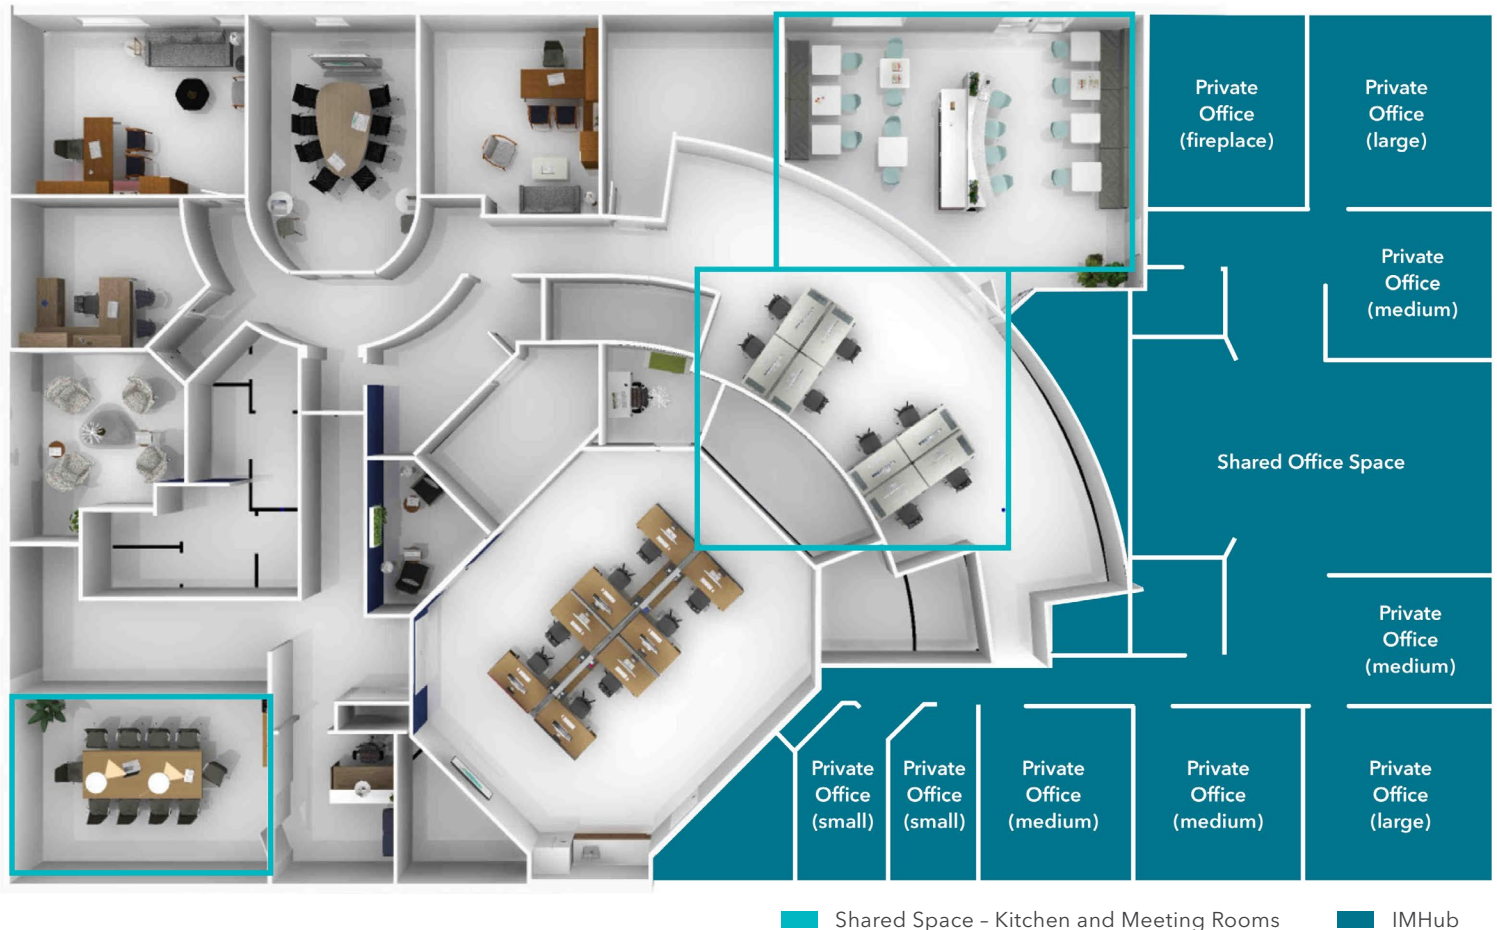 Private
Office
(fireplace)
Private
Office
(large)
Private
Office
(medium)
Shared Office Space
Private
Office
(medium)
Private
Office
(small)
Private
Office
(small)
Private
Office
(medium)
Private
Office
(medium)
Private
Office
(large)
Shared Space – Kitchen and Meeting Rooms
IMHub